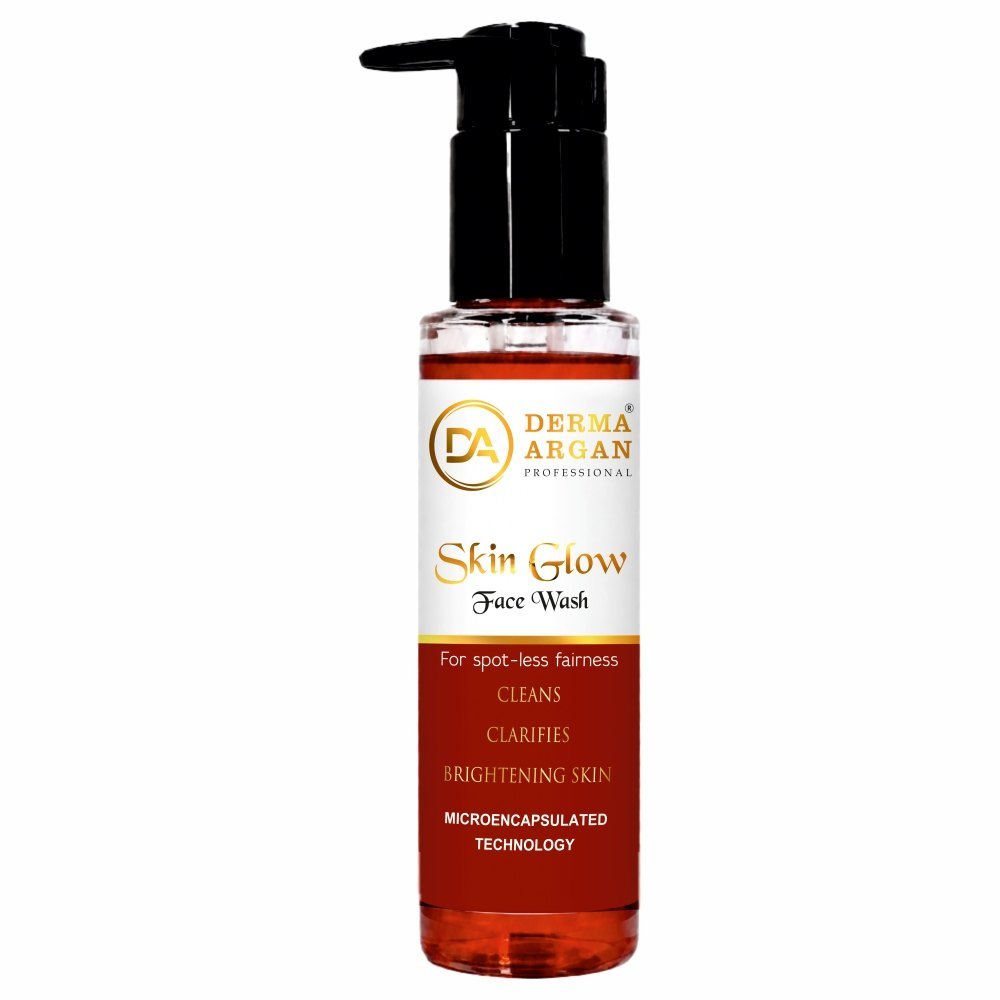 DA
DERMA®
ARGAN
PROFESSIONAL
Skin Glow
Face Wash
For spot-less fairness
CLEANS
CLARIFIES
BRIGHTENING SKIN
MICROENCAPSULATED
TECHNOLOGY